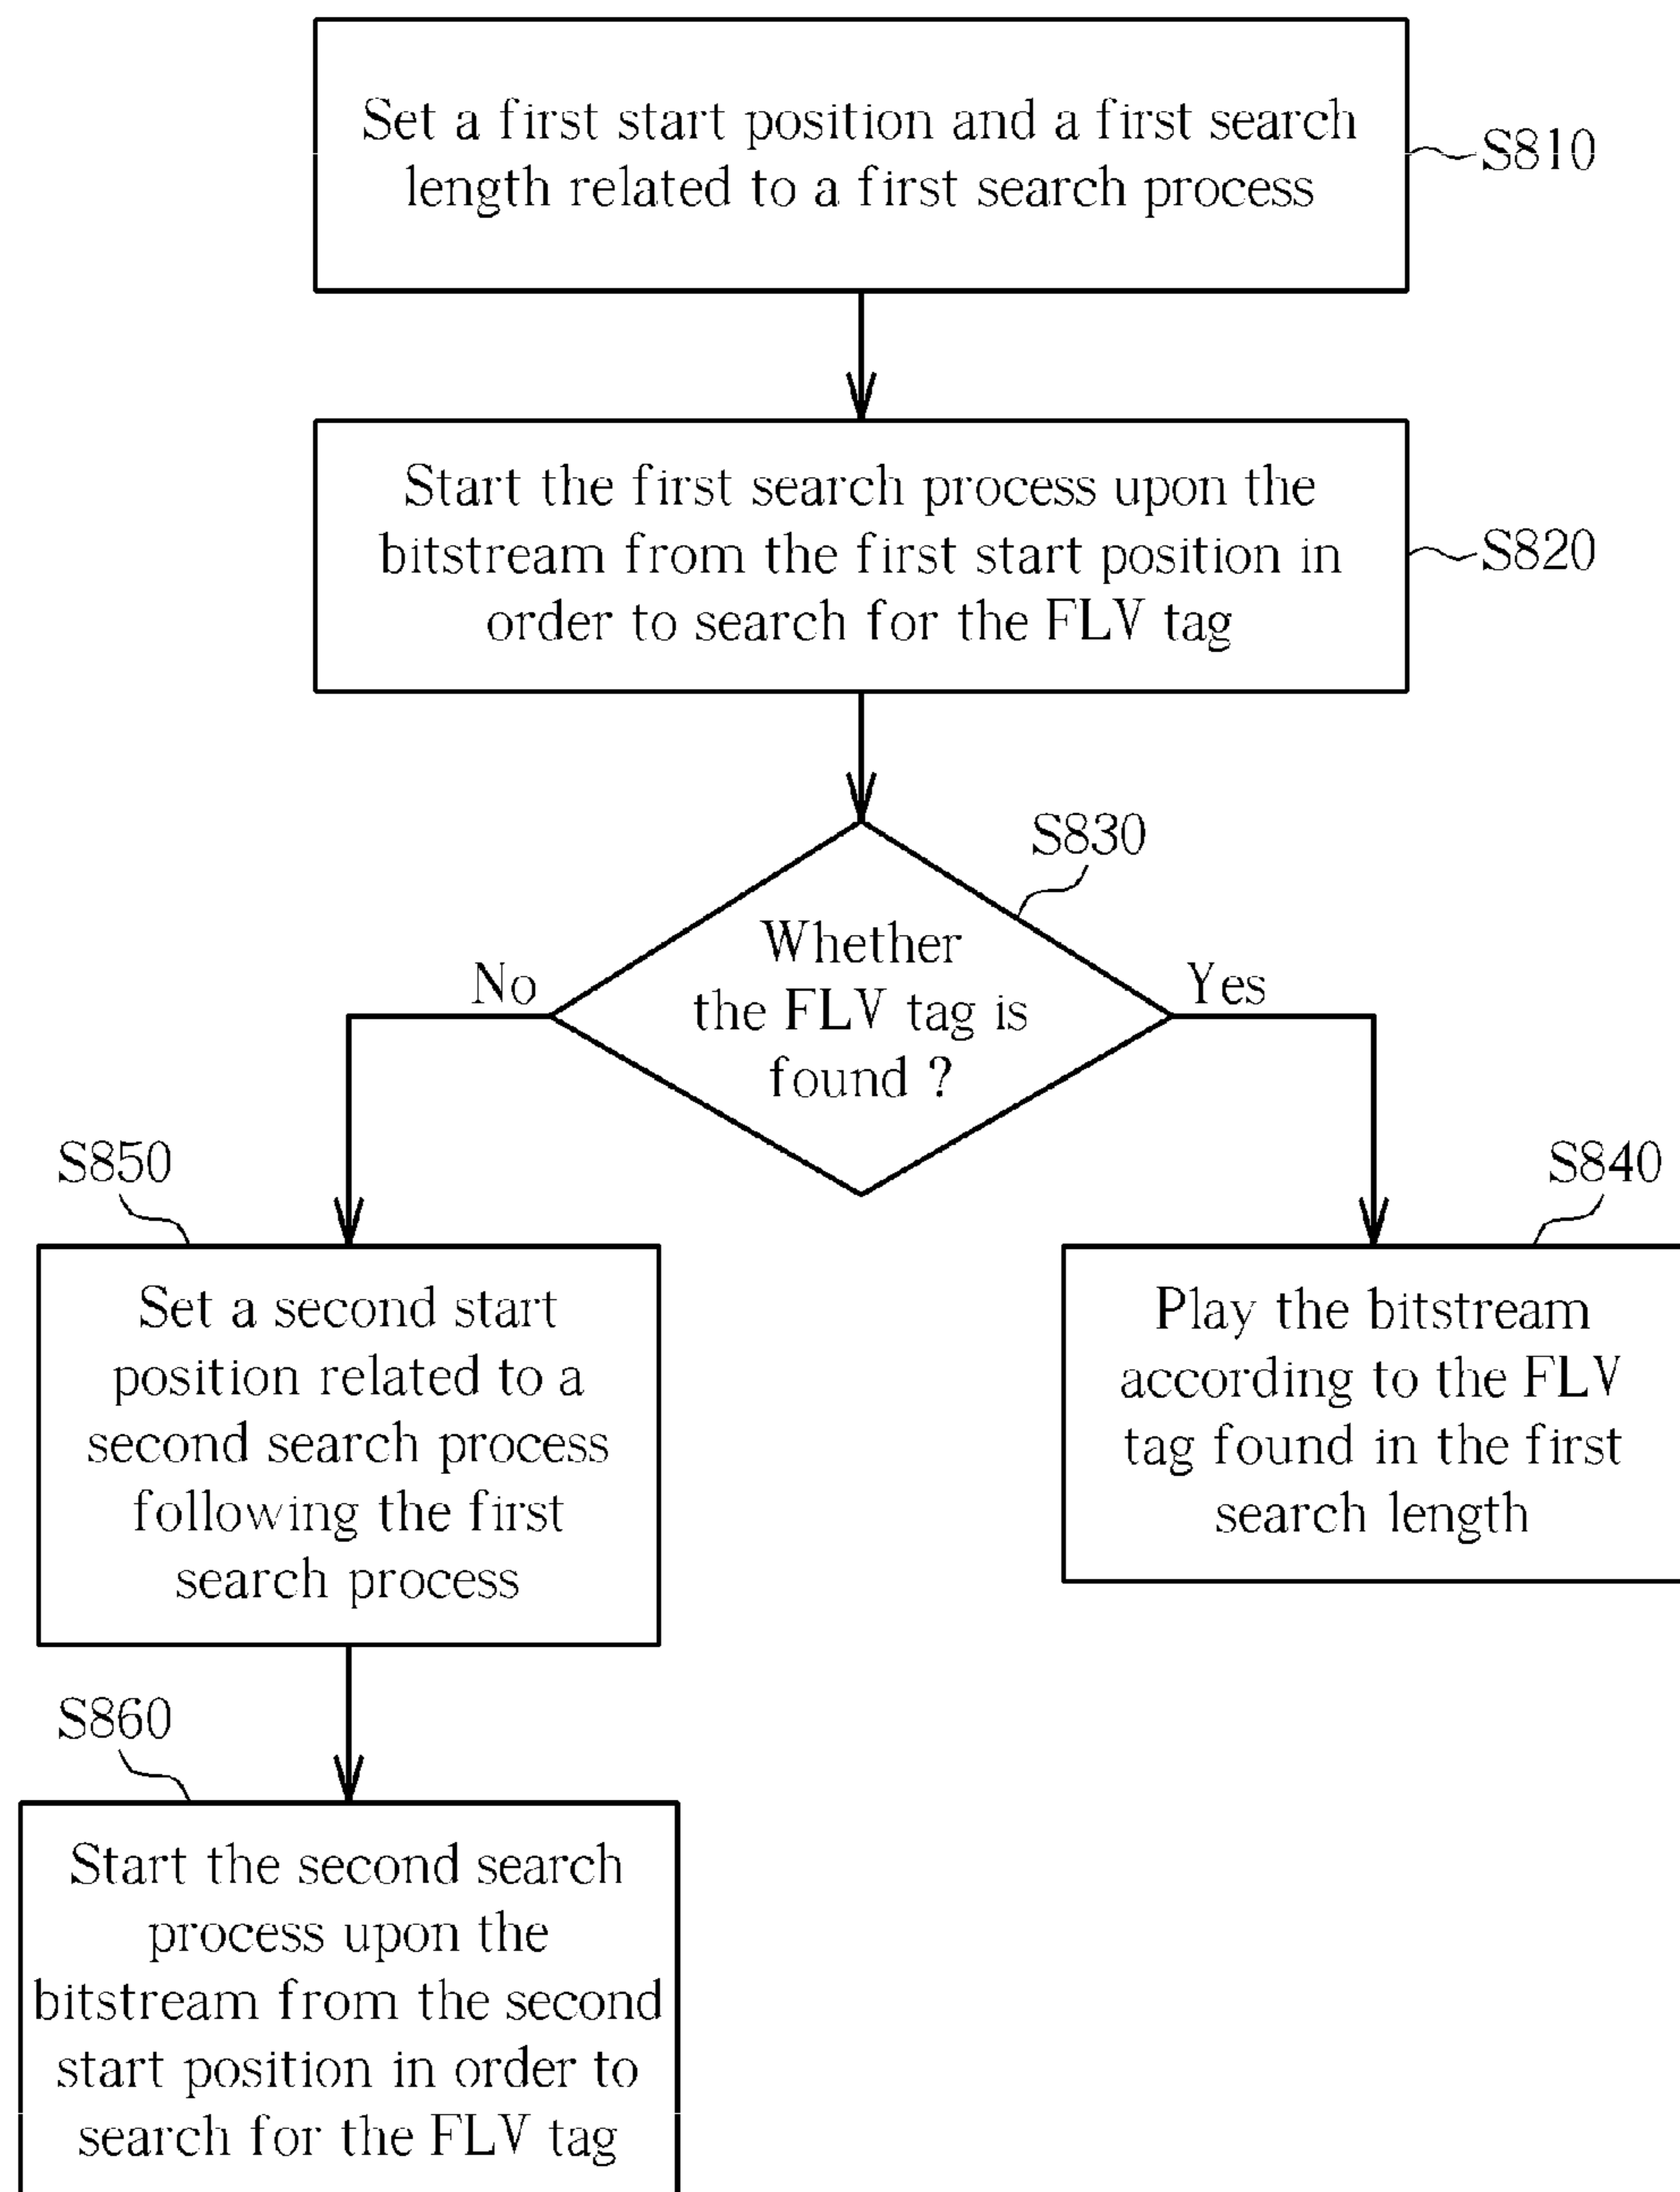 Set a first start position and a first search
length related to a first search process
S810
Start the first search process upon the
bitstream from the first start position in
order to search for the FLV tag
S820
S830
Whether
the FLV tag is
found ?
No
Yes
S850
Set a second start
position related to a
second search process
following the first
search process
S840
Play the bitstream
according to the FLV
tag found in the first
search length
S860
Start the second search
process upon the
bitstream from the second
start position in order to
search for the FLV tag